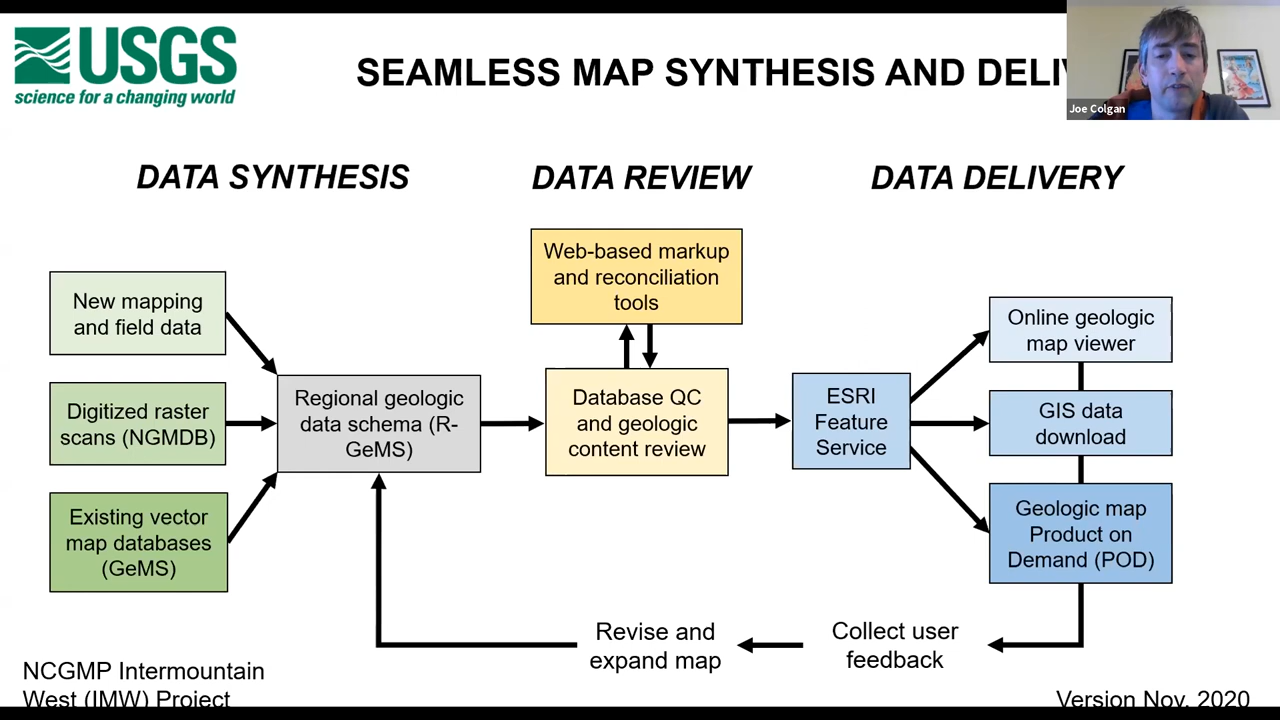 USGS
science for a changing world
SEAMLESS MAP SYNTHESIS AND
Joe Colgan
DATA SYNTHESIS
DATA REVIEW
DATA DELIVERY
New mapping
and field data
Digitized raster
scans (NGMDB)
Existing vector
map databases
(GeMS)
Regional geologic
data schema (R-
GeMS)
Web-based markup
and reconciliation
tools
Database QC
and geologic
content review
ESRI
Feature
Service
Online geologic
map viewer
GIS data
download
Geologic map
Product on
Demand (POD)
Collect user
feedback
Revise and
expand map
NCGMP Intermountain
West (IMW) Project
Version Nov. 2020